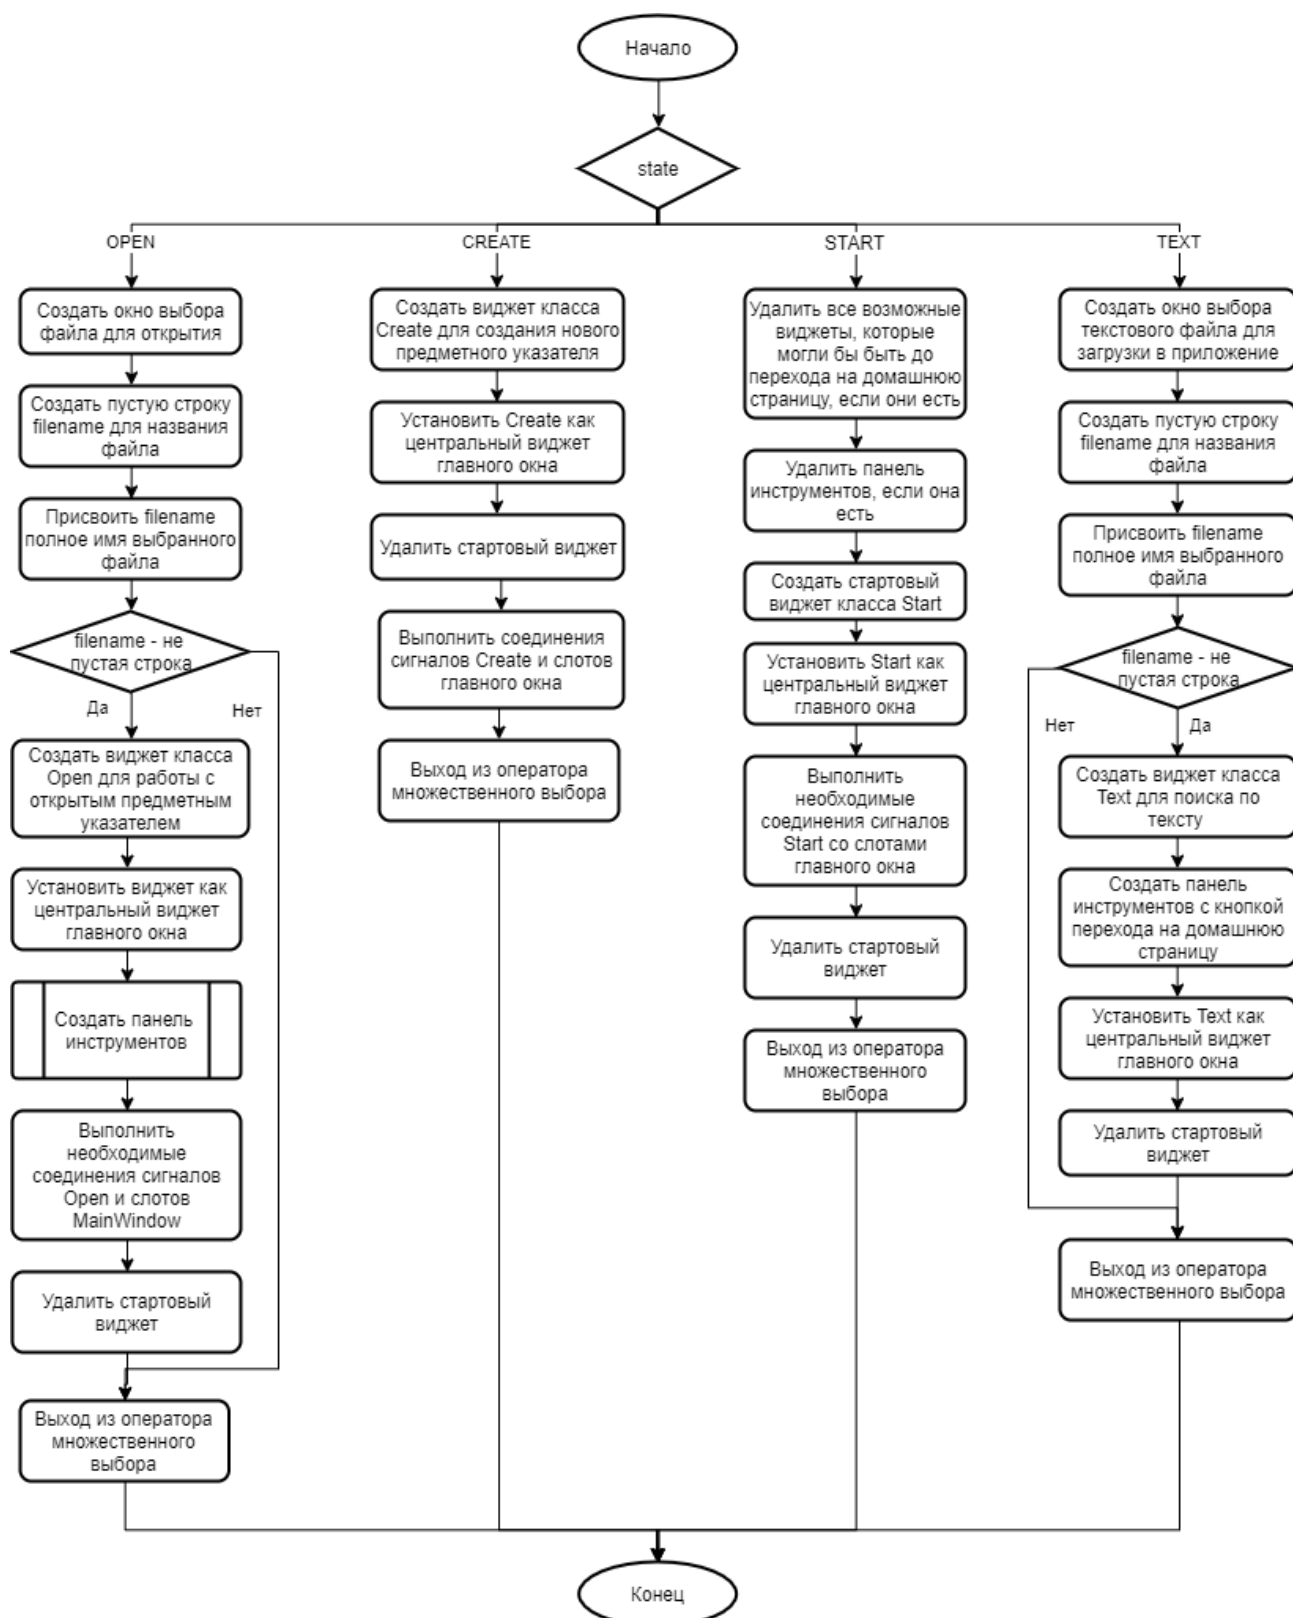 Начало
state
OPEN
Создать окно выбора
файла для открытия
Создать пустую строку
filename для названия
файла
Присвоить filename
полное имя выбранного
файла
filename - не
пустая строка
Да
Нет
Создать виджет класса
Open для работы с
открытым предметным
указателем
Установить виджет как
центральный виджет
главного окна
Создать панель
инструментов
Выполнить
необходимые
соединения сигналов
Open и слотов
MainWindow
Удалить стартовый
виджет
Выход из оператора
множественного
выбора
CREATE
Создать виджет класса
Create для создания нового
предметного указателя
Установить Create как
центральный виджет
главного окна
Удалить стартовый виджет
Выполнить соединения
сигналов Create и слотов
главного окна
Выход из оператора
множественного выбора
START
Удалить все возможные
виджеты, которые
могли бы быть до
перехода на домашнюю
страницу, если они есть
Удалить панель
инструментов, если она
есть
Создать стартовый
виджет класса Start
Установить Start как
центральный виджет
главного окна
Выполнить
необходимые
соединения сигналов
Start со слотами
главного окна
Удалить стартовый
виджет
Выход из оператора
множественного
выбора
TEXT
Создать окно выбора
текстового файла для
загрузки в приложение
Создать пустую строку
filename для названия
файла
Присвоить filename
полное имя выбранного
файла
filename - не
пустая строка
Нет
Да
Создать виджет класса
Text для поиска по
тексту
Создать панель
инструментов с кнопкой
перехода на домашнюю
страницу
Установить Text как
центральный виджет
главного окна
Удалить стартовый
виджет
Выход из оператора
множественного выбора
Конец